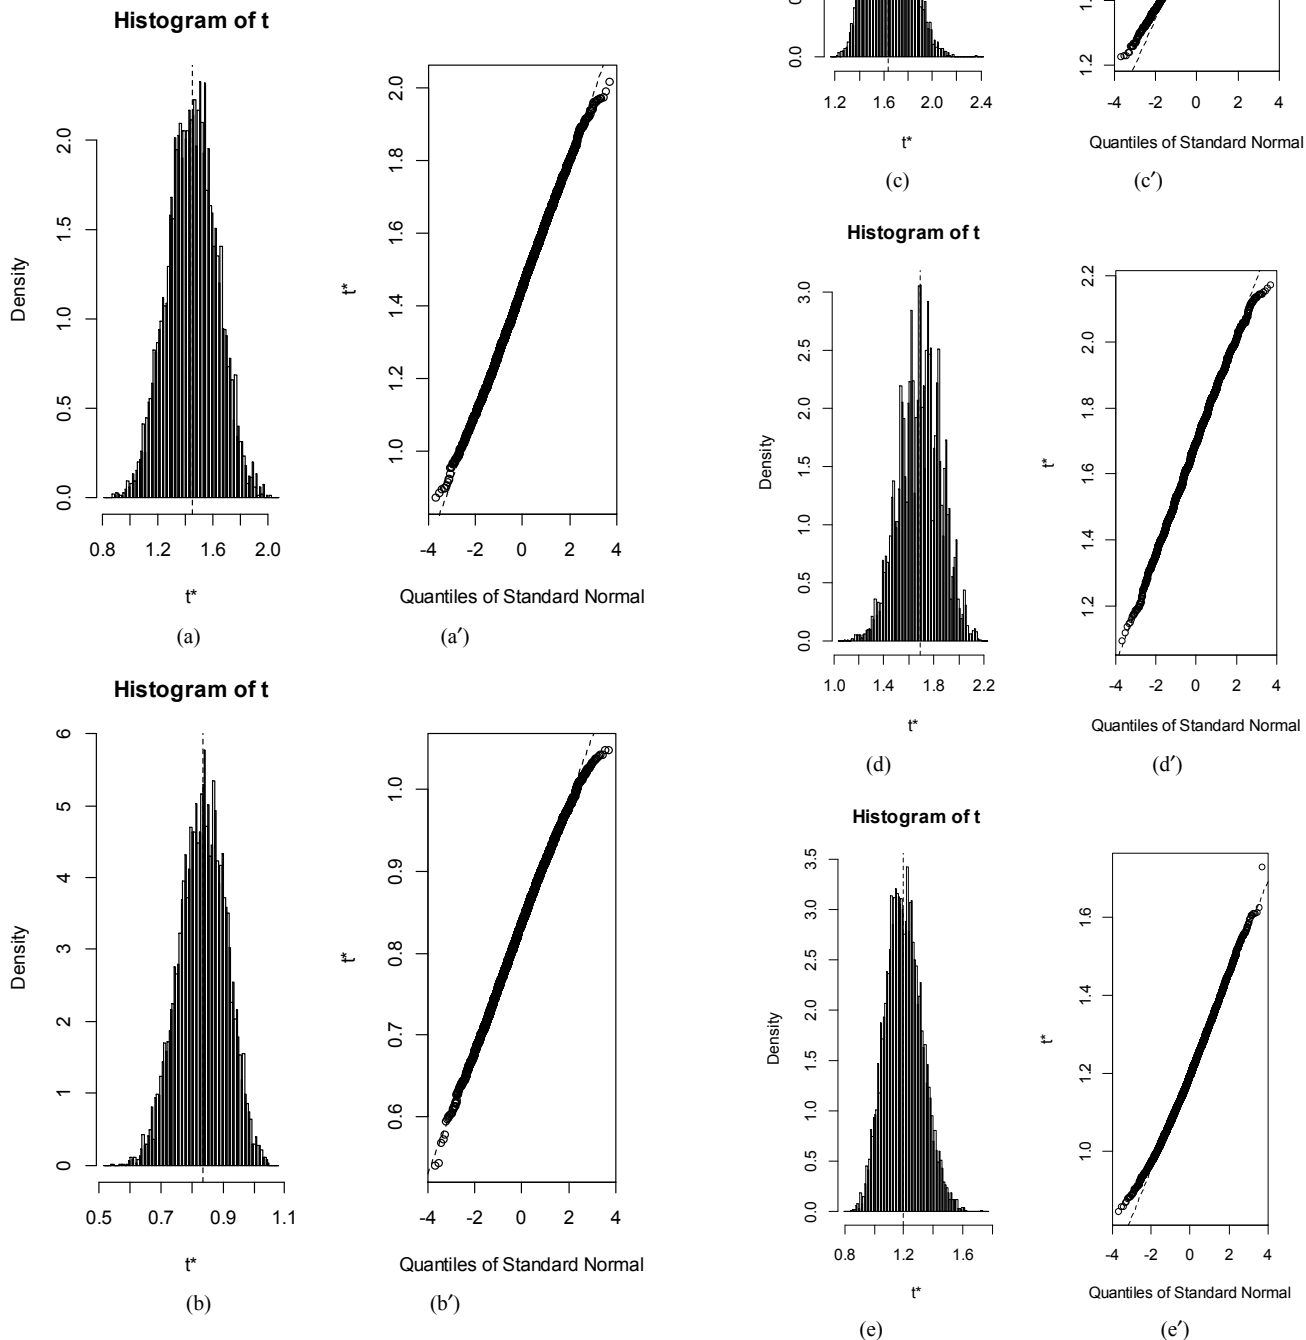 Histogram of t
Density
0.0 0.5 1.0 1.5 2.0
0.8 1.2 1.6 2.0
t*
(a)
t*
1.0 1.2 1.4 1.6 1.8 2.0
-4 -2 0 2 4
Quantiles of Standard Normal
(a′)
Histogram of t
Density
0 1 2 3 4 5 6
0.5 0.7 0.9 1.1
t*
(b)
t*
0.6 0.7 0.8 0.9 1.0
-4 -2 0 2 4
Quantiles of Standard Normal
(b′)
0.0
1.2 1.6 2.0 2.4
t*
(c)
1.2
-4 -2 0 2 4
Quantiles of Standard Normal
(c′)
Histogram of t
Density
0.0 0.5 1.0 1.5 2.0 2.5 3.0
1.0 1.4 1.8 2.2
t*
(d)
t*
1.2 1.4 1.6 1.8 2.0 2.2
-4 -2 0 2 4
Quantiles of Standard Normal
(d′)
Histogram of t
Density
0.0 0.5 1.0 1.5 2.0 2.5 3.0 3.5
0.8 1.2 1.6
t*
(e)
t*
1.0 1.2 1.4 1.6
-4 -2 0 2 4
Quantiles of Standard Normal
(e′)